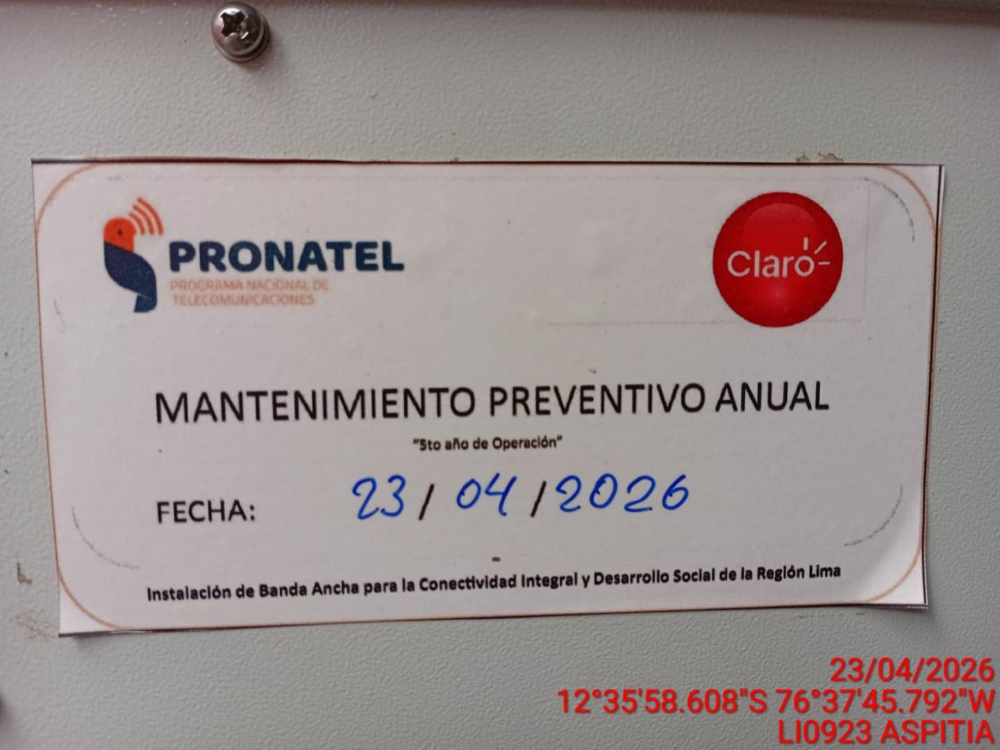 PRONATEL
PROGRAMA NACIONAL DE
TELECOMUNICACIONES
Claro
MANTENIMIENTO PREVENTIVO ANUAL
"5to año de Operación"
FECHA: 23/04/2026
Instalación de Banda Ancha para la Conectividad Integral y Desarrollo Social de la Región Lima
23/04/2026
12°35'58.608"S 76°37'45.792"W
LI0923 ASPITIA